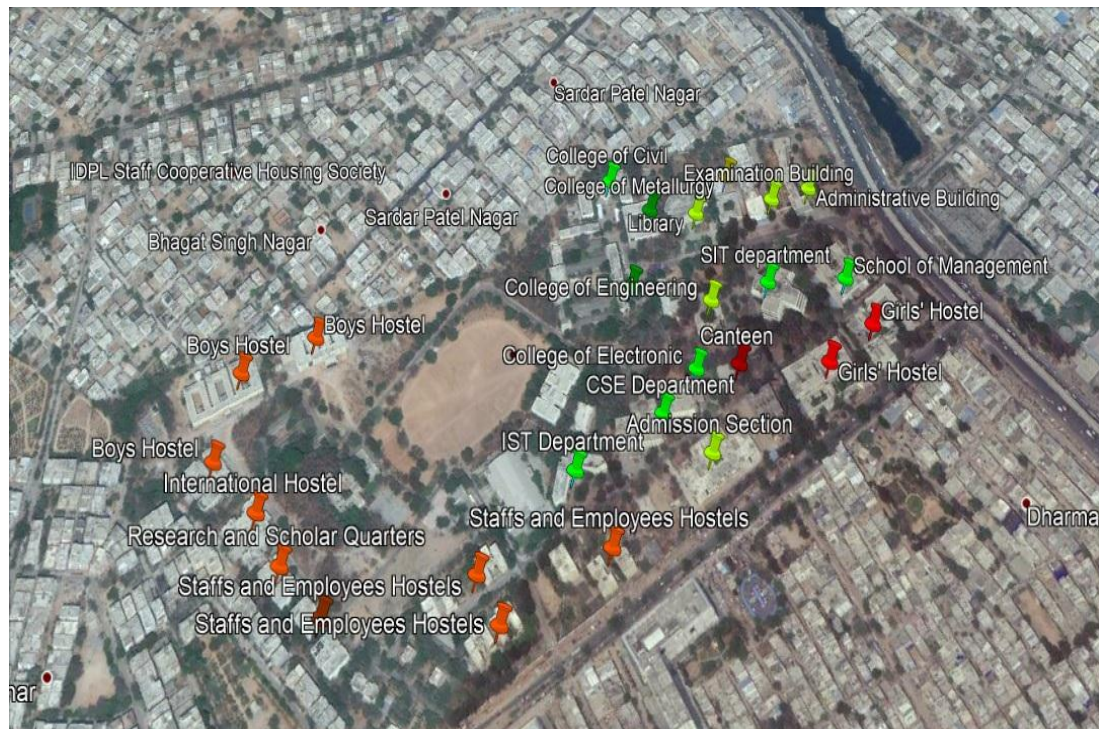 Sardar Patel Nagar
College of Civil
IDPL Staff Cooperative Housing Society
Examination Building
College of Metallurgy
Administrative Building
Sardar Patel Nagar
Library
Bhagat Singh Nagar
SIT department
School of Management
College of Engineering
Girls' Hostel
Boys Hostel
Canteen
Boys Hostel
College of Electronic
Girls' Hostel
CSE Department
Admission Section
IST Department
Boys Hostel
International Hostel
Staffs and Employees Hostels
Dharma
Research and Scholar Quarters
Staffs and Employees Hostels
Staffs and Employees Hostels
nar